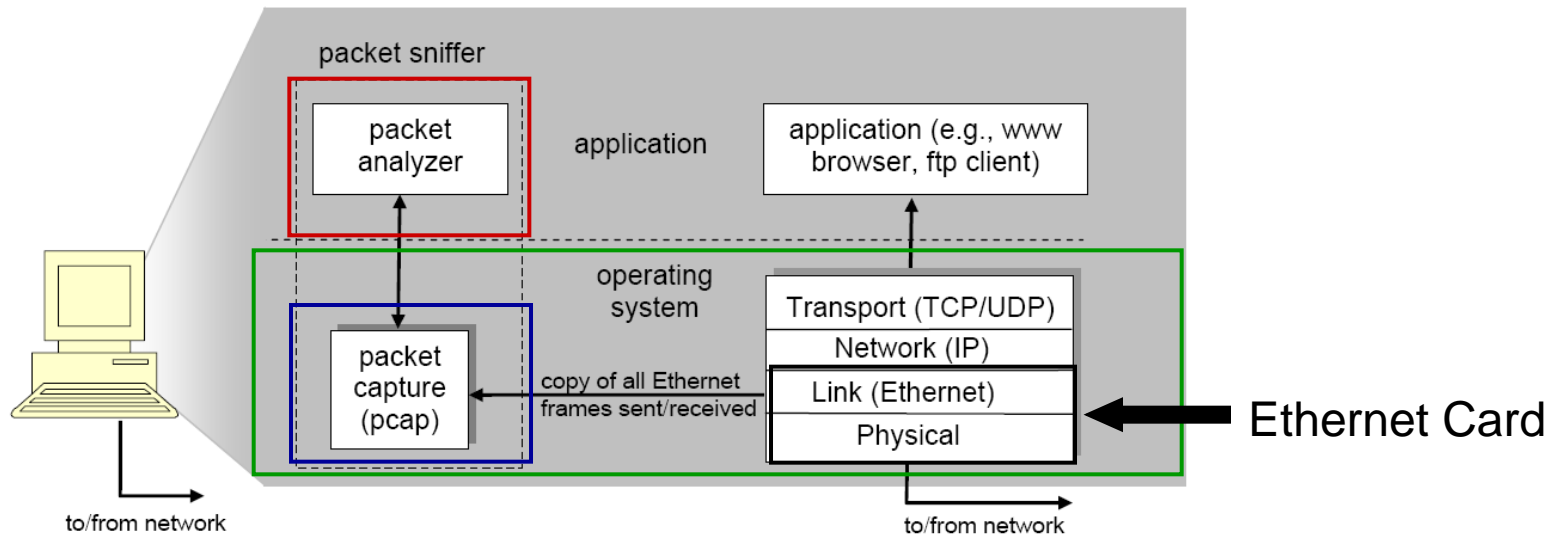 packet sniffer
packet
analyzer
application
application (e.g., www
browser, ftp client)
operating
system
packet
capture
(pcap)
copy of all Ethernet
frames sent/received
Transport (TCP/UDP)
Network (IP)
Link (Ethernet)
Physical
Ethernet Card
to/from network
to/from network